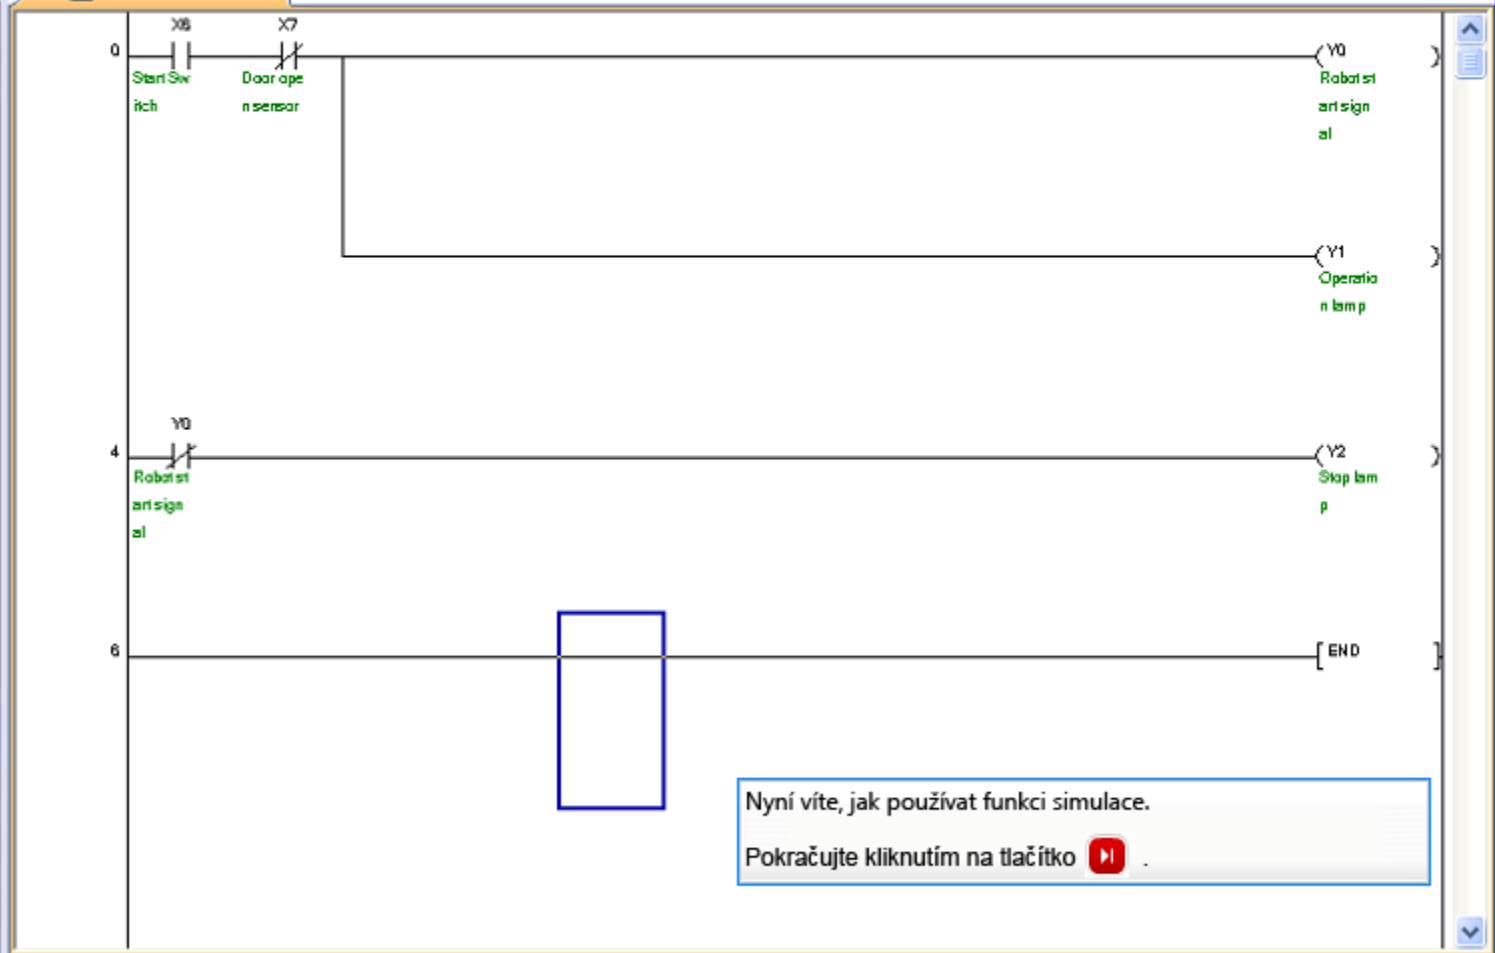 X6 X7
0 (Y0 )
Start Sw Door ope Robot st
itch n sensor art sign
al
(Y1 )
Operatio
n lamp
Y0
4 (Y2 )
Robot st Stop lam
art sign p
al
6 [ END ]
Nyní víte, jak používat funkci simulace.
Pokračujte kliknutím na tlačítko .